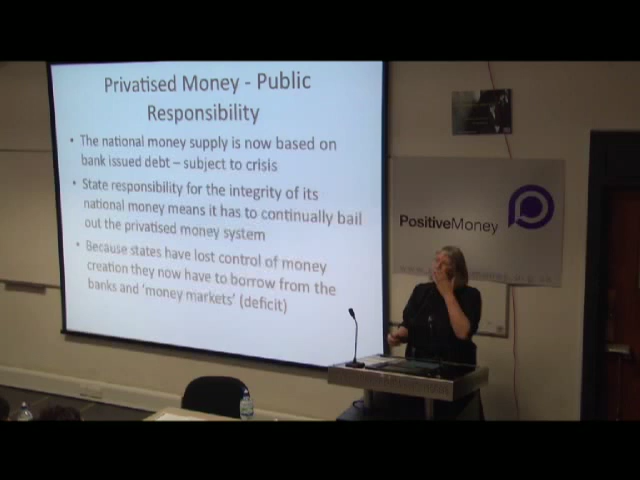 Privatised Money - Public
Responsibility
• The national money supply is now based on
bank issued debt – subject to crisis
• State responsibility for the integrity of its
national money means it has to continually bail
out the privatised money system
• Because states have lost control of money
creation they now have to borrow from the
banks and 'money markets' (deficit)
PositiveMoney